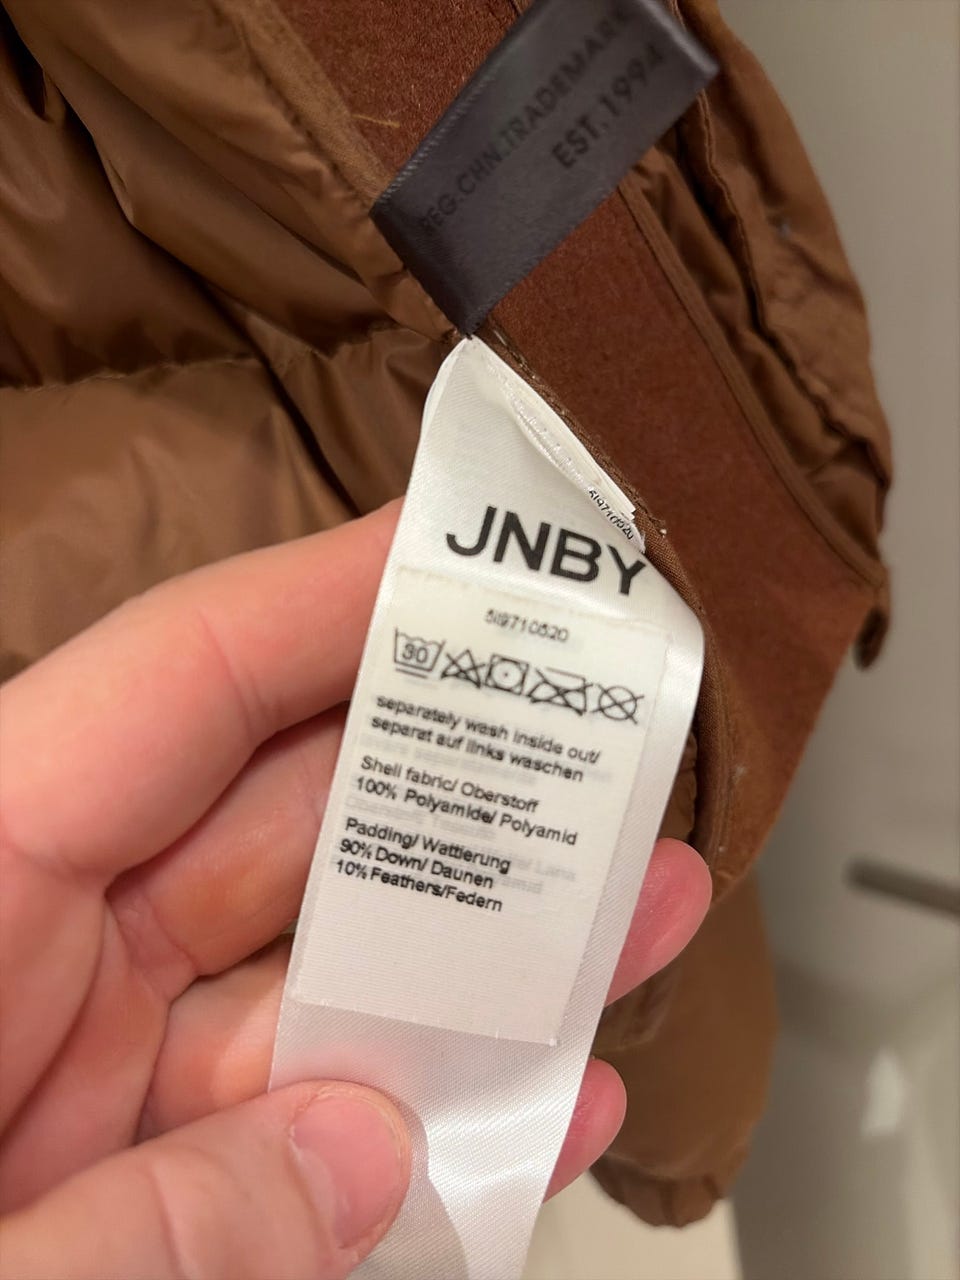 REG.CHN.TRADEMARK
EST. 1994
5I9710520
JNBY
5I9710520
30
separately wash inside out/
separat auf links waschen
Shell fabric/ Oberstoff
100% Polyamide/ Polyamid
Padding/ Wattierung
90% Down/ Daunen
10% Feathers/Federn